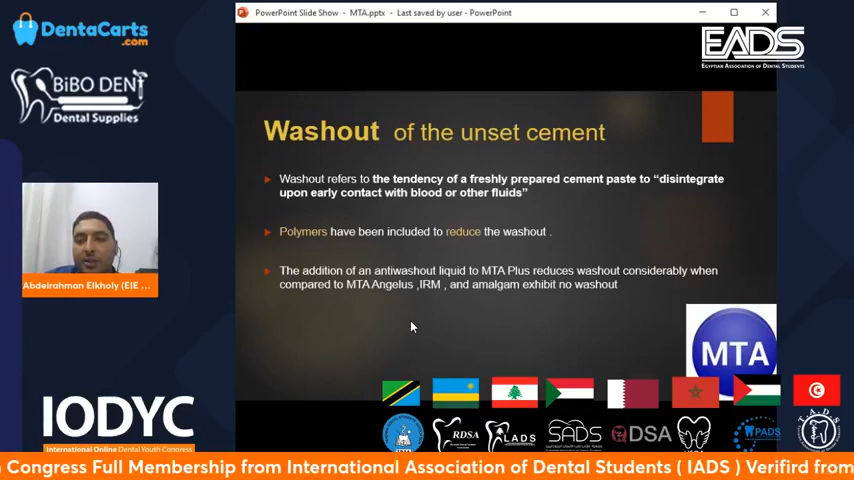 PowerPoint Slide Show - MTA.pptx - Last saved by user - PowerPoint
DentaCarts
.com
BiBO DENT
Dental Supplies
EADS
EGYPTIAN ASSOCIATION OF DENTAL STUDENTS
Washout of the unset cement
Washout refers to the tendency of a freshly prepared cement paste to “disintegrate
upon early contact with blood or other fluids”
Polymers have been included to reduce the washout .
The addition of an antiwashout liquid to MTA Plus reduces washout considerably when
compared to MTA Angelus ,IRM , and amalgam exhibit no washout
Abdelrahman Elkholy (EIE ...
MTA
IODYC
International Online Dental Youth Congress
RDSA
LADS
SADS
QDSA
PADS
TADS
n Congress Full Membership from International Association of Dental Students ( IADS ) Verifird from